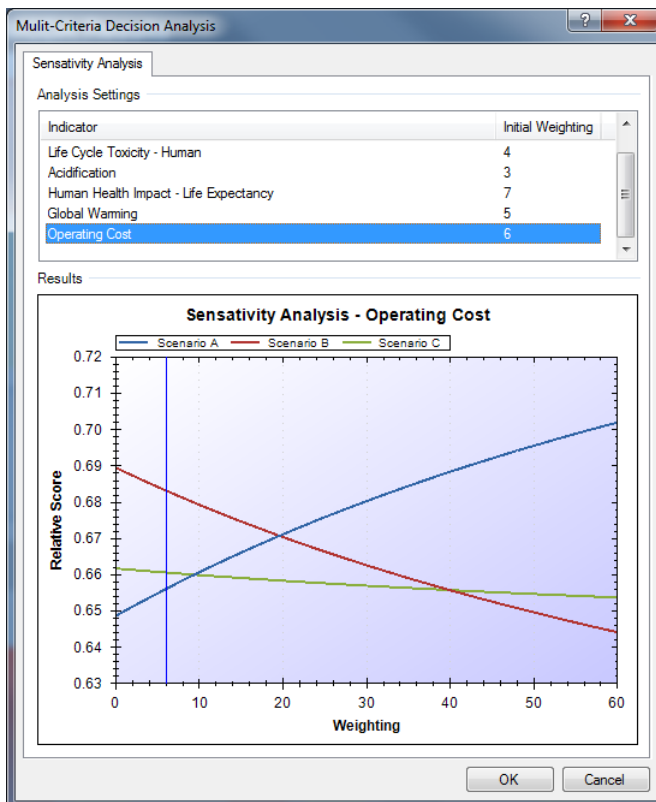 Mulit-Criteria Decision Analysis
?
X
Sensativity Analysis
Analysis Settings
Indicator Initial Weighting
Life Cycle Toxicity - Human 4
Acidification 3
Human Health Impact - Life Expectancy 7
Global Warming 5
Operating Cost 6
Results
Sensativity Analysis - Operating Cost
Scenario A Scenario B Scenario C
0.72
0.71
0.70
0.69
0.68
0.67
0.66
0.65
0.64
0.63
Relative Score
0 10 20 30 40 50 60
Weighting
OK Cancel